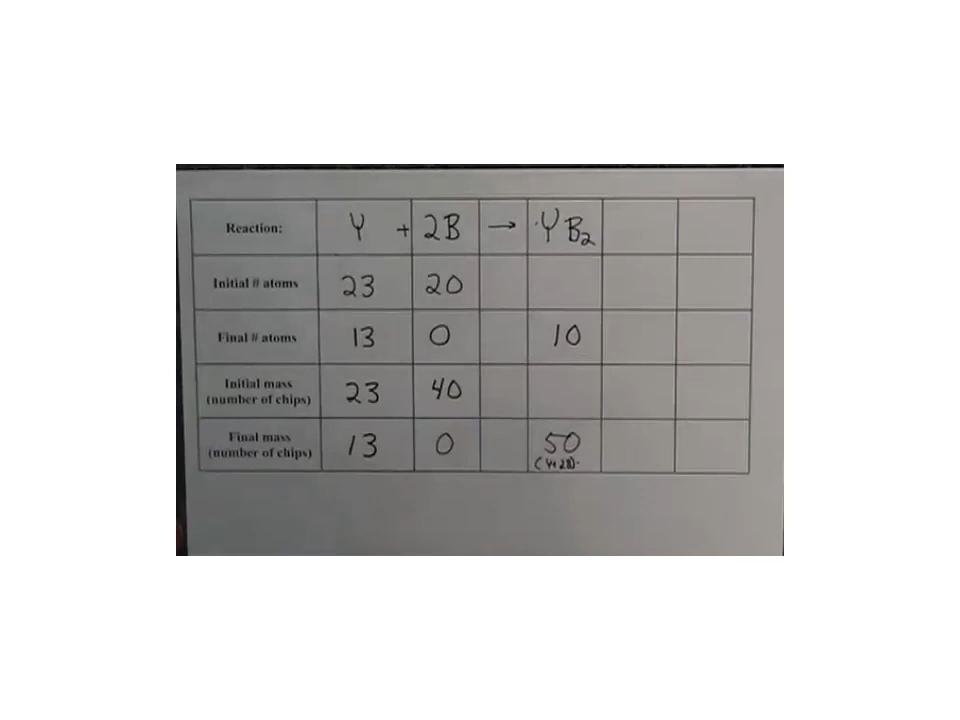 Reaction: Y + 2B → YB₂
Initial # atoms 23 20
Final # atoms 13 0 10
Initial mass 23 40
(number of chips)
Final mass 13 0 50
(number of chips)